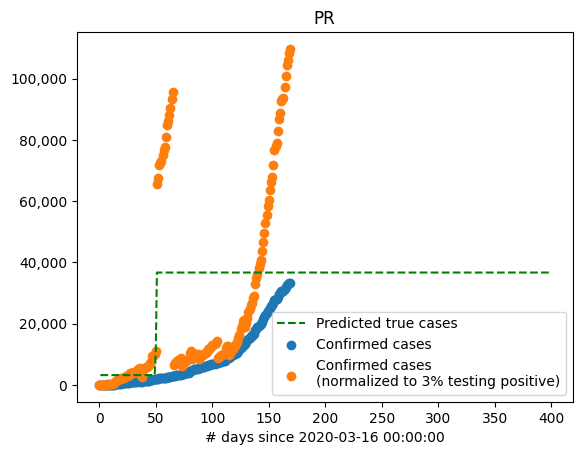 PR
100,000
80,000
60,000
40,000
20,000
0
Predicted true cases
Confirmed cases
Confirmed cases
(normalized to 3% testing positive)
0 50 100 150 200 250 300 350 400
# days since 2020-03-16 00:00:00